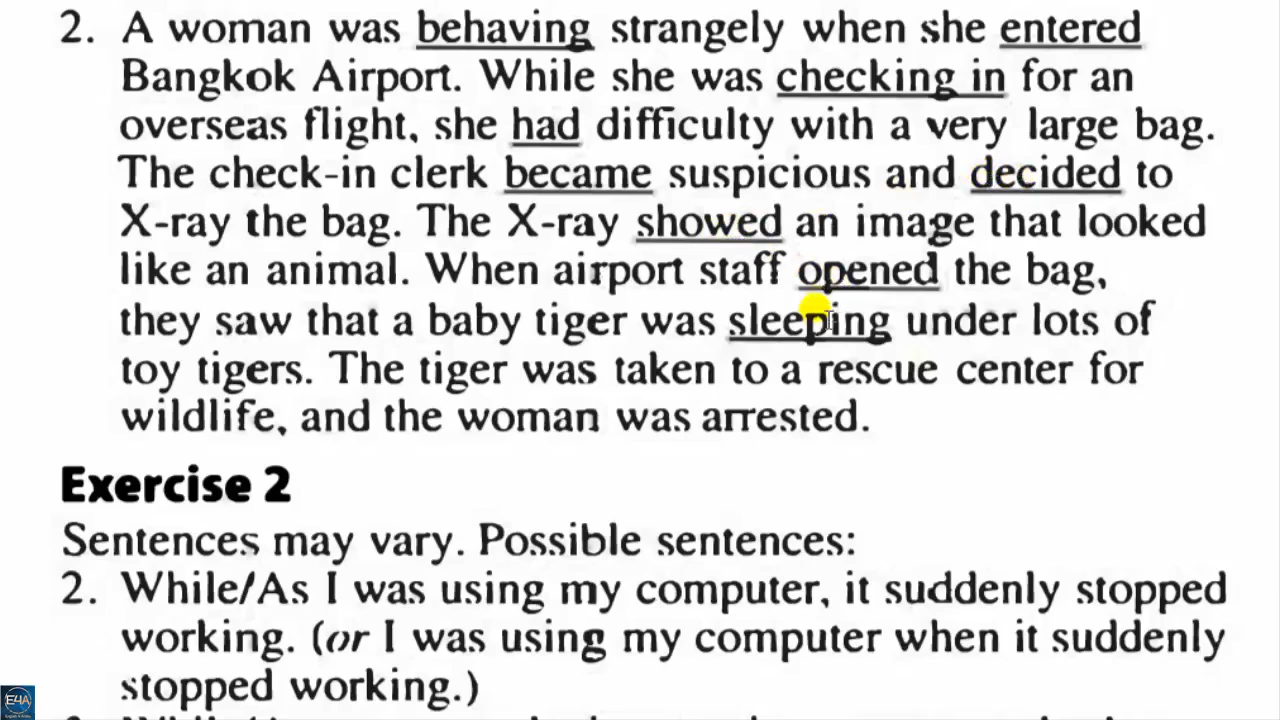 2. A woman was behaving strangely when she entered
Bangkok Airport. While she was checking in for an
overseas flight, she had difficulty with a very large bag.
The check-in clerk became suspicious and decided to
X-ray the bag. The X-ray showed an image that looked
like an animal. When airport staff opened the bag,
they saw that a baby tiger was sleeping under lots of
toy tigers. The tiger was taken to a rescue center for
wildlife, and the woman was arrested.
Exercise 2
Sentences may vary. Possible sentences:
2. While/As I was using my computer, it suddenly stopped
working. (or I was using my computer when it suddenly
stopped working.)
E4A